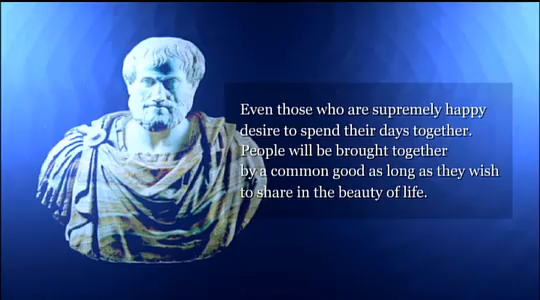 Even those who are supremely happy
desire to spend their days together.
People will be brought together
by a common good as long as they wish
to share in the beauty of life.